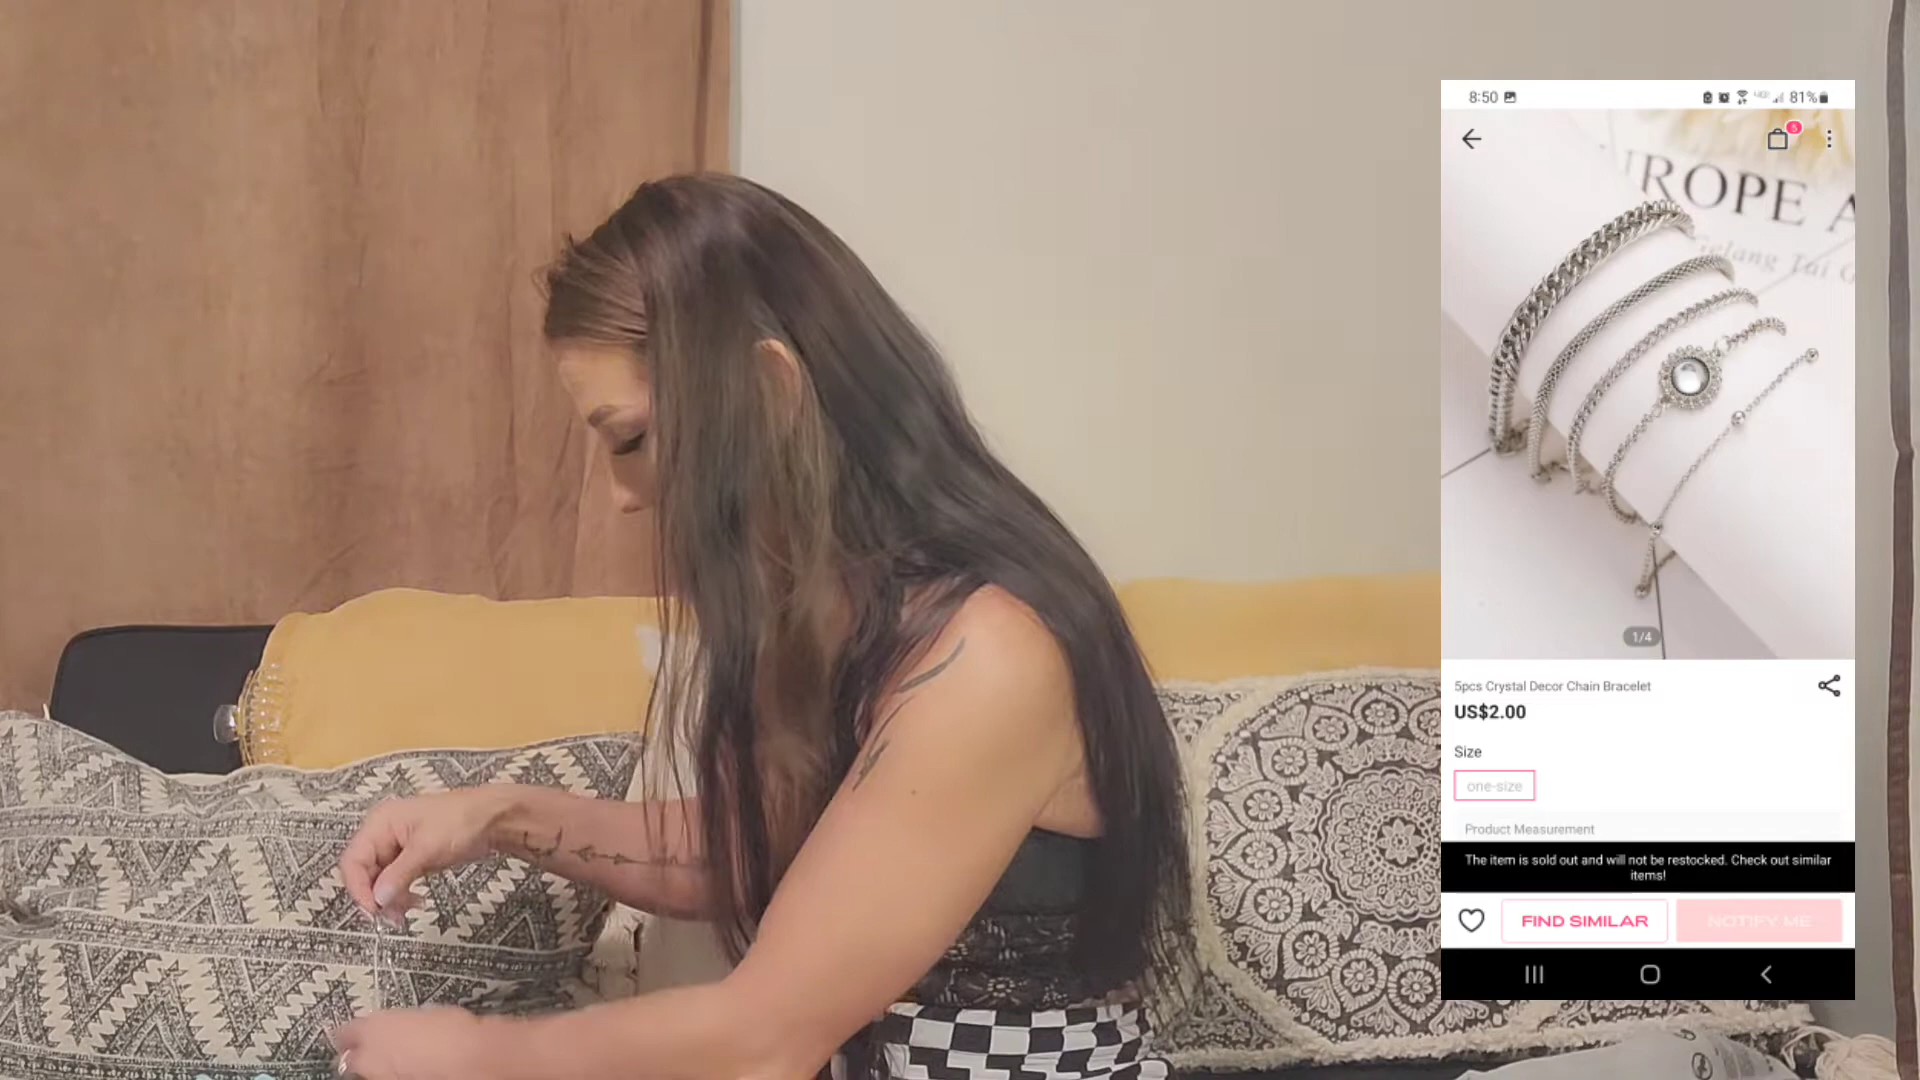 8:50
81%
5
ROPE A
1/4
5pcs Crystal Decor Chain Bracelet
US$2.00
Size
one-size
Product Measurement
The item is sold out and will not be restocked. Check out similar
items!
FIND SIMILAR
NOTIFY ME